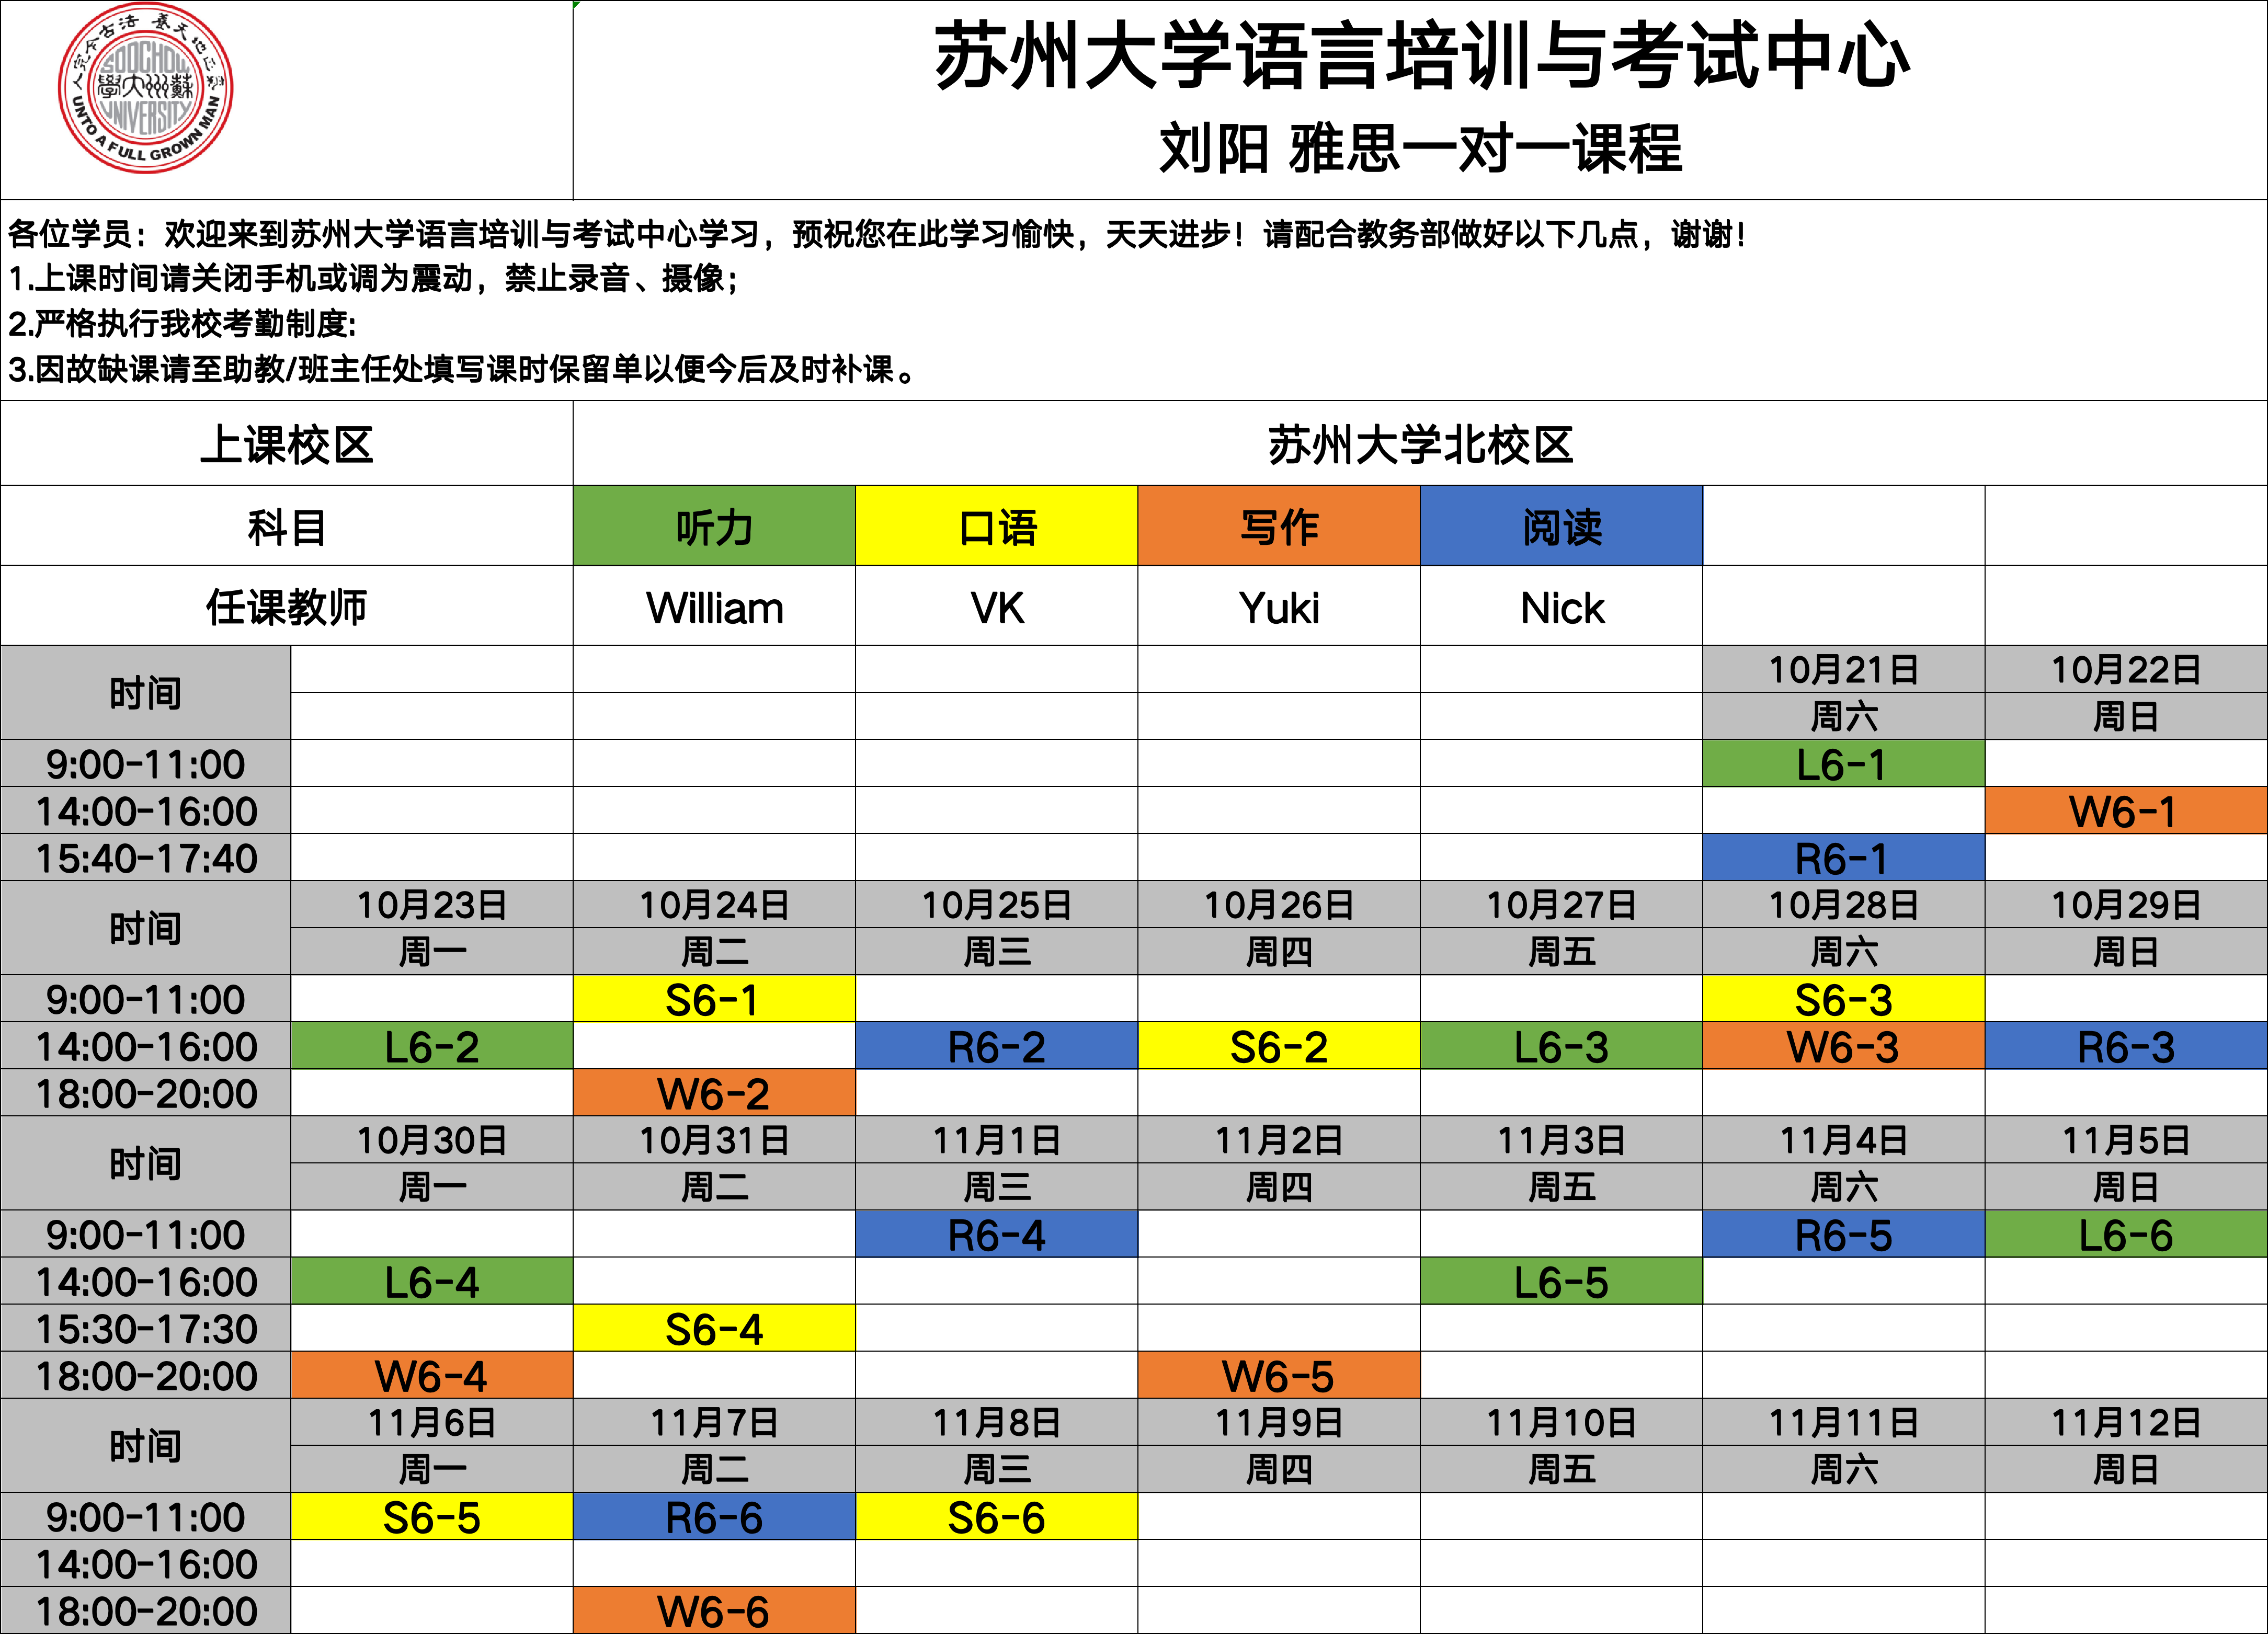 養天地正氣 法古今完人
SOOCHOW
蘇州大學
UNIVERSITY
UNTO A FULL GROWN MAN
苏州大学语言培训与考试中心
刘阳 雅思一对一课程
各位学员：欢迎来到苏州大学语言培训与考试中心学习，预祝您在此学习愉快，天天进步！请配合教务部做好以下几点，谢谢！
1.上课时间请关闭手机或调为震动，禁止录音、摄像；
2.严格执行我校考勤制度:
3.因故缺课请至助教/班主任处填写课时保留单以便今后及时补课。
上课校区 苏州大学北校区
科目 听力 口语 写作 阅读
任课教师 William VK Yuki Nick
时间 10月21日 10月22日
周六 周日
9:00-11:00 L6-1
14:00-16:00 W6-1
15:40-17:40 R6-1
时间 10月23日 10月24日 10月25日 10月26日 10月27日 10月28日 10月29日
周一 周二 周三 周四 周五 周六 周日
9:00-11:00 S6-1 S6-3
14:00-16:00 L6-2 R6-2 S6-2 L6-3 W6-3 R6-3
18:00-20:00 W6-2
时间 10月30日 10月31日 11月1日 11月2日 11月3日 11月4日 11月5日
周一 周二 周三 周四 周五 周六 周日
9:00-11:00 R6-4 R6-5 L6-6
14:00-16:00 L6-4 L6-5
15:30-17:30 S6-4
18:00-20:00 W6-4 W6-5
时间 11月6日 11月7日 11月8日 11月9日 11月10日 11月11日 11月12日
周一 周二 周三 周四 周五 周六 周日
9:00-11:00 S6-5 R6-6 S6-6
14:00-16:00
18:00-20:00 W6-6